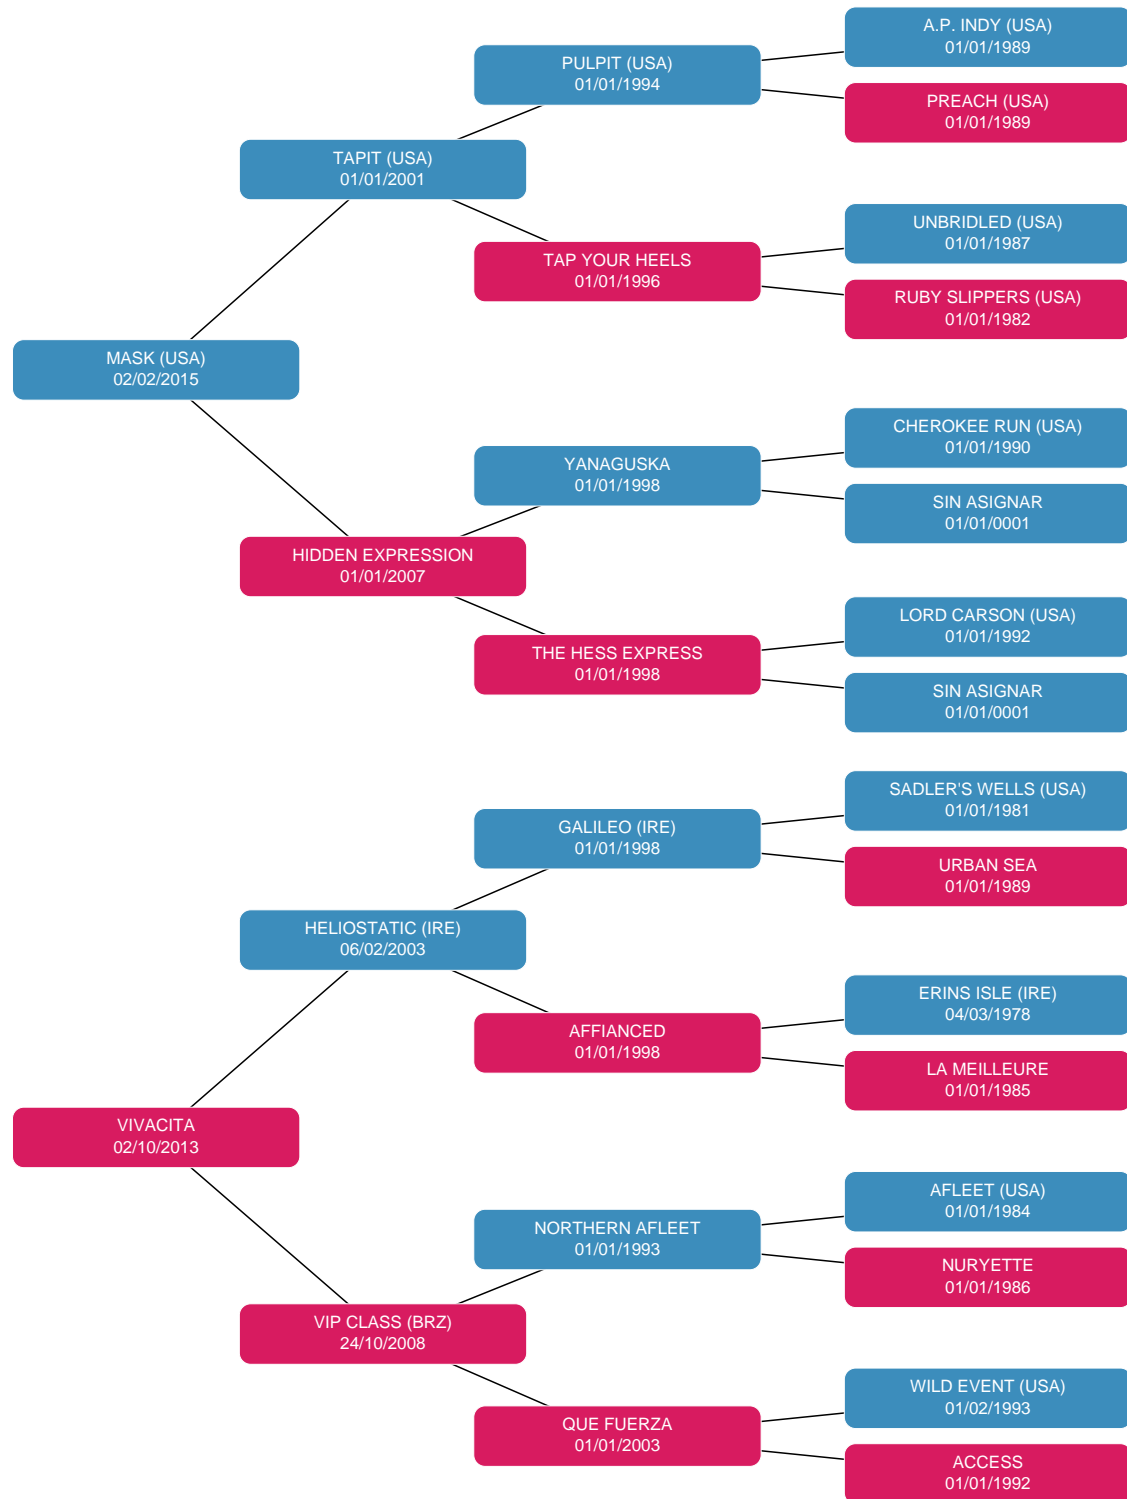 A.P. INDY (USA)
01/01/1989
PULPIT (USA)
01/01/1994
PREACH (USA)
01/01/1989
TAPIT (USA)
01/01/2001
UNBRIDLED (USA)
01/01/1987
TAP YOUR HEELS
01/01/1996
RUBY SLIPPERS (USA)
01/01/1982
MASK (USA)
02/02/2015
CHEROKEE RUN (USA)
01/01/1990
YANAGUSKA
01/01/1998
SIN ASIGNAR
01/01/0001
HIDDEN EXPRESSION
01/01/2007
LORD CARSON (USA)
01/01/1992
THE HESS EXPRESS
01/01/1998
SIN ASIGNAR
01/01/0001
SADLER'S WELLS (USA)
01/01/1981
GALILEO (IRE)
01/01/1998
URBAN SEA
01/01/1989
HELIOSTATIC (IRE)
06/02/2003
ERINS ISLE (IRE)
04/03/1978
AFFIANCED
01/01/1998
LA MEILLEURE
01/01/1985
VIVACITA
02/10/2013
AFLEET (USA)
01/01/1984
NORTHERN AFLEET
01/01/1993
NURYETTE
01/01/1986
VIP CLASS (BRZ)
24/10/2008
WILD EVENT (USA)
01/02/1993
QUE FUERZA
01/01/2003
ACCESS
01/01/1992